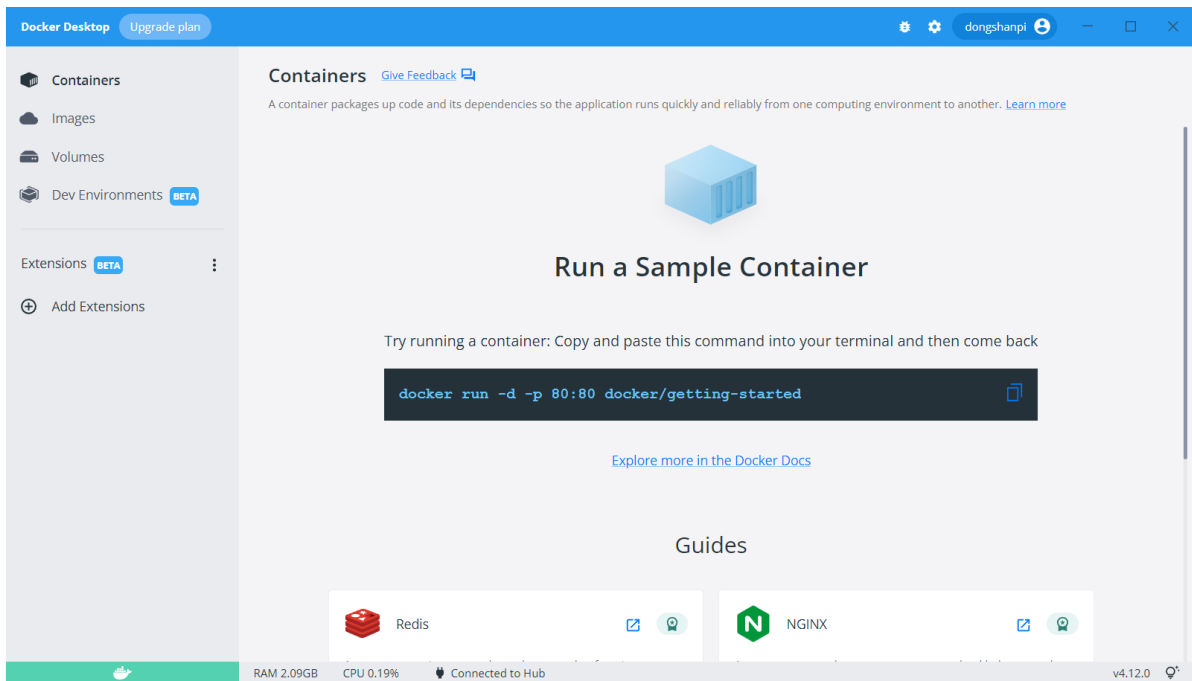 Docker Desktop Upgrade plan dongshanpi
Containers
Images
Volumes
Dev Environments BETA
Extensions BETA
Add Extensions
Containers Give Feedback
A container packages up code and its dependencies so the application runs quickly and reliably from one computing environment to another. Learn more
Run a Sample Container
Try running a container: Copy and paste this command into your terminal and then come back
docker run -d -p 80:80 docker/getting-started
Explore more in the Docker Docs
Guides
Redis
NGINX
RAM 2.09GB CPU 0.19% Connected to Hub v4.12.0